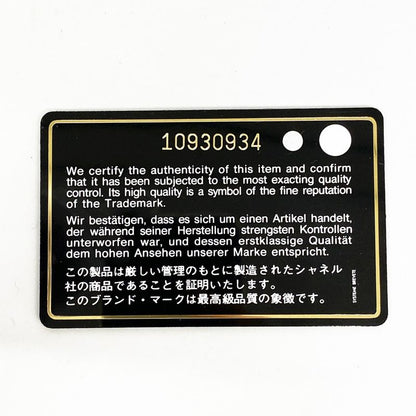 10930934
We certify the authenticity of this item and confirm
that it has been subjected to the most exacting quality
control. Its high quality is a symbol of the fine reputation
of the Trademark.
Wir bestätigen, dass es sich um einen Artikel handelt,
der während seiner Herstellung strengsten Kontrollen
unterworfen war, und dessen erstklassige Qualität
dem hohen Ansehen unserer Marke entspricht.
この製品は厳しい管理のもとに製造されたシャネル
社の商品であることを証明いたします。
このブランド・マークは最高級品質の象徴です。
SYSTEME BREVETE